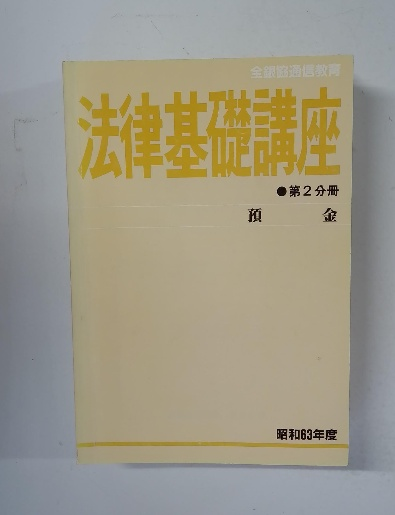 全銀協通信教育
法律基礎講座
●第2分冊
預金
昭和63年度